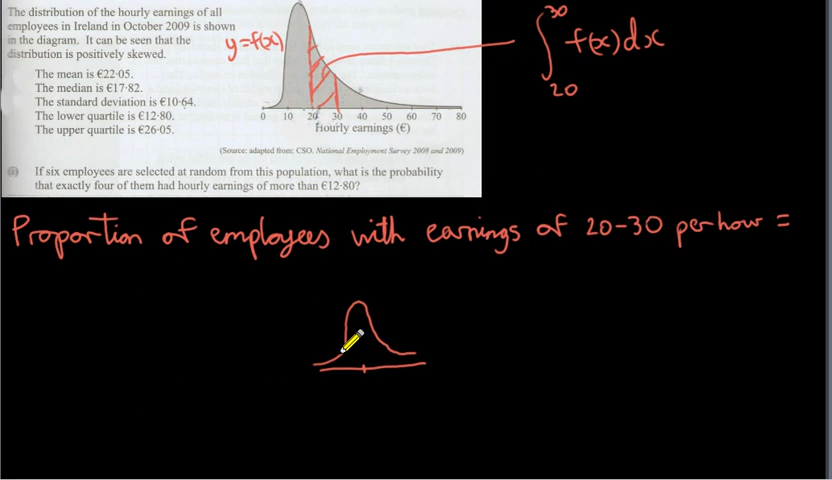 The distribution of the hourly earnings of all
employees in Ireland in October 2009 is shown
in the diagram. It can be seen that the
distribution is positively skewed.
The mean is €22·05.
The median is €17·82.
The standard deviation is €10·64.
The lower quartile is €12·80.
The upper quartile is €26·05.
y=f(x)
0 10 20 30 40 50 60 70 80
Hourly earnings (€)
∫ 30 20 f(x)dx
(Source: adapted from: CSO. National Employment Survey 2008 and 2009)
(i) If six employees are selected at random from this population, what is the probability
that exactly four of them had hourly earnings of more than €12·80?
Proportion of employees with earnings of 20-30 per hour =